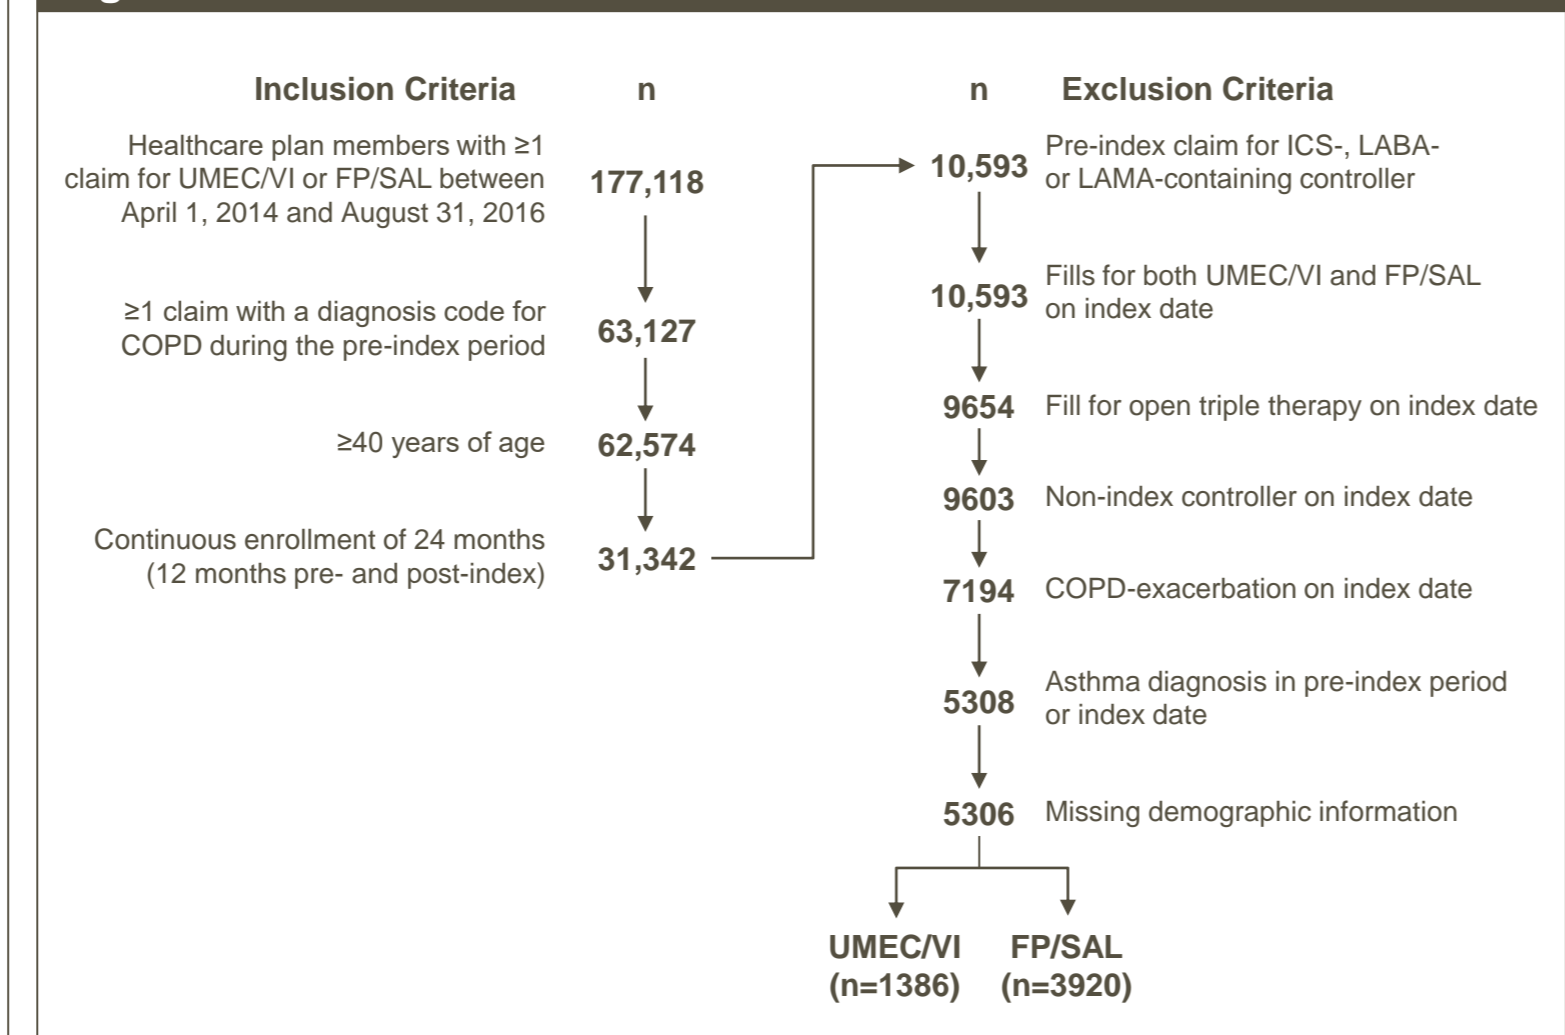 Inclusion Criteria
n
Healthcare plan members with ≥1
claim for UMEC/VI or FP/SAL between
April 1, 2014 and August 31, 2016
177,118
≥1 claim with a diagnosis code for
COPD during the pre-index period
63,127
≥40 years of age
62,574
Continuous enrollment of 24 months
(12 months pre- and post-index)
31,342
n
Exclusion Criteria
10,593
Pre-index claim for ICS-, LABA-
or LAMA-containing controller
10,593
Fills for both UMEC/VI and FP/SAL
on index date
9654
Fill for open triple therapy on index date
9603
Non-index controller on index date
7194
COPD-exacerbation on index date
5308
Asthma diagnosis in pre-index period
or index date
5306
Missing demographic information
UMEC/VI
(n=1386)
FP/SAL
(n=3920)